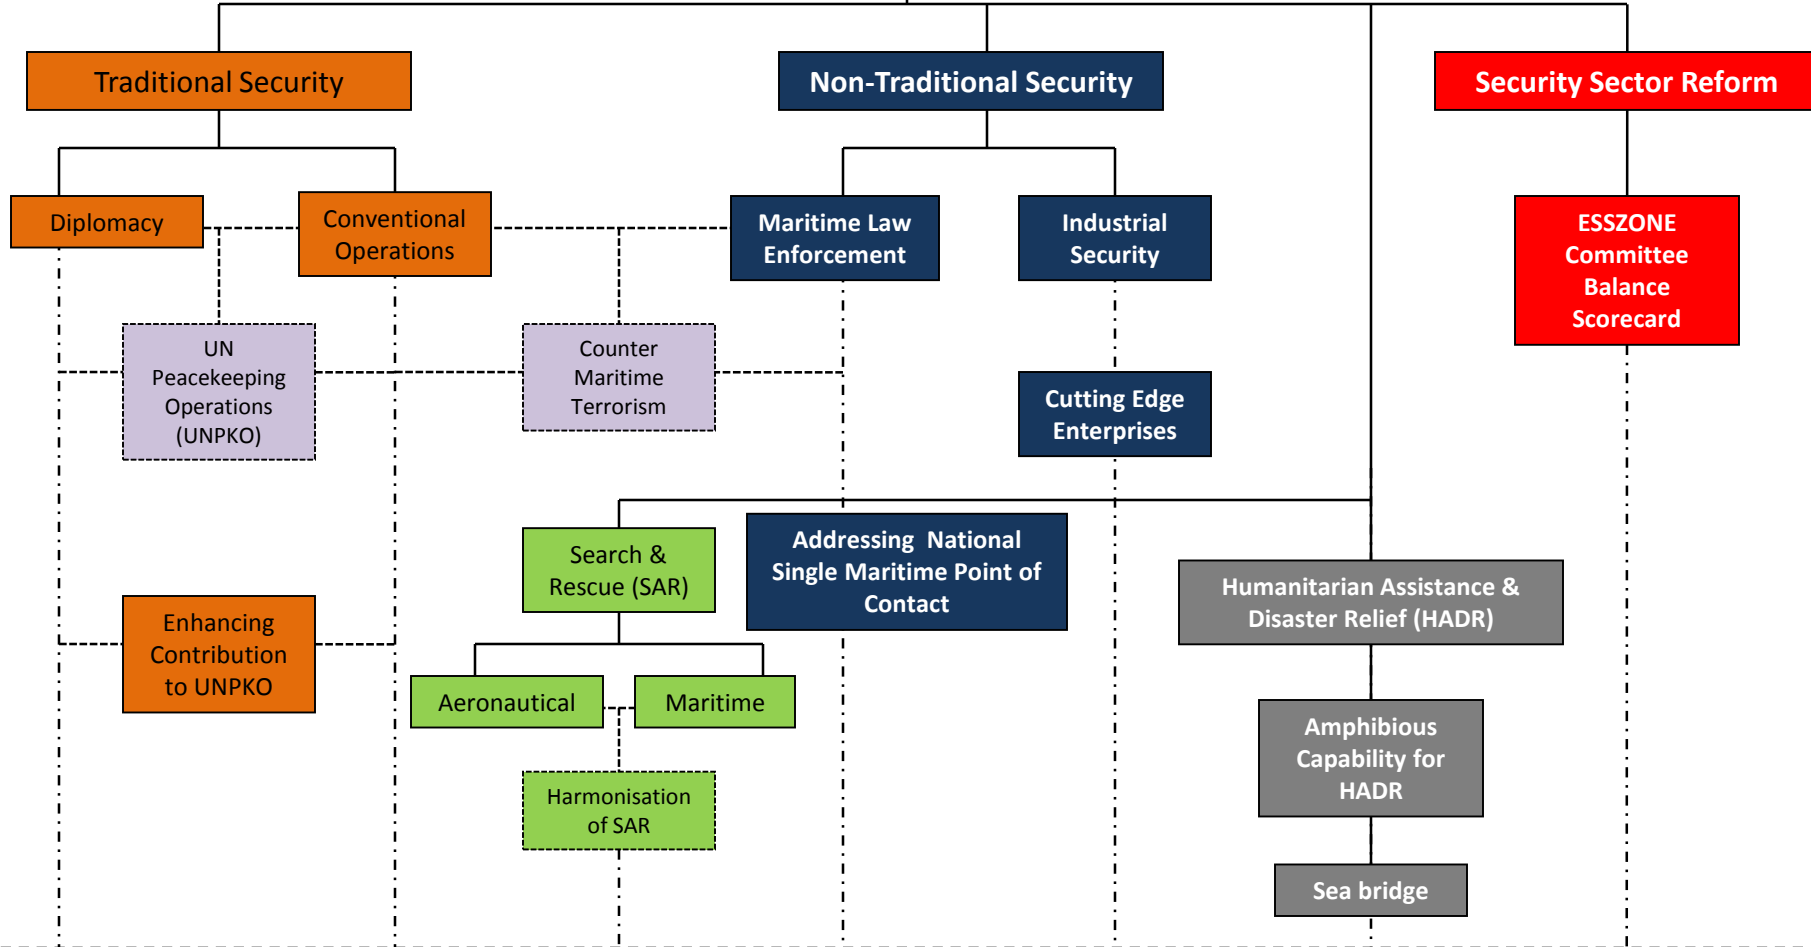 Traditional Security
Non-Traditional Security
Security Sector Reform
Diplomacy
Conventional
Operations
Maritime Law
Enforcement
Industrial
Security
ESSZONE
Committee
Balance
Scorecard
UN
Peacekeeping
Operations
(UNPKO)
Counter
Maritime
Terrorism
Cutting Edge
Enterprises
Search &
Rescue (SAR)
Addressing National
Single Maritime Point of
Contact
Humanitarian Assistance &
Disaster Relief (HADR)
Enhancing
Contribution
to UNPKO
Aeronautical
Maritime
Amphibious
Capability for
HADR
Harmonisation
of SAR
Sea bridge